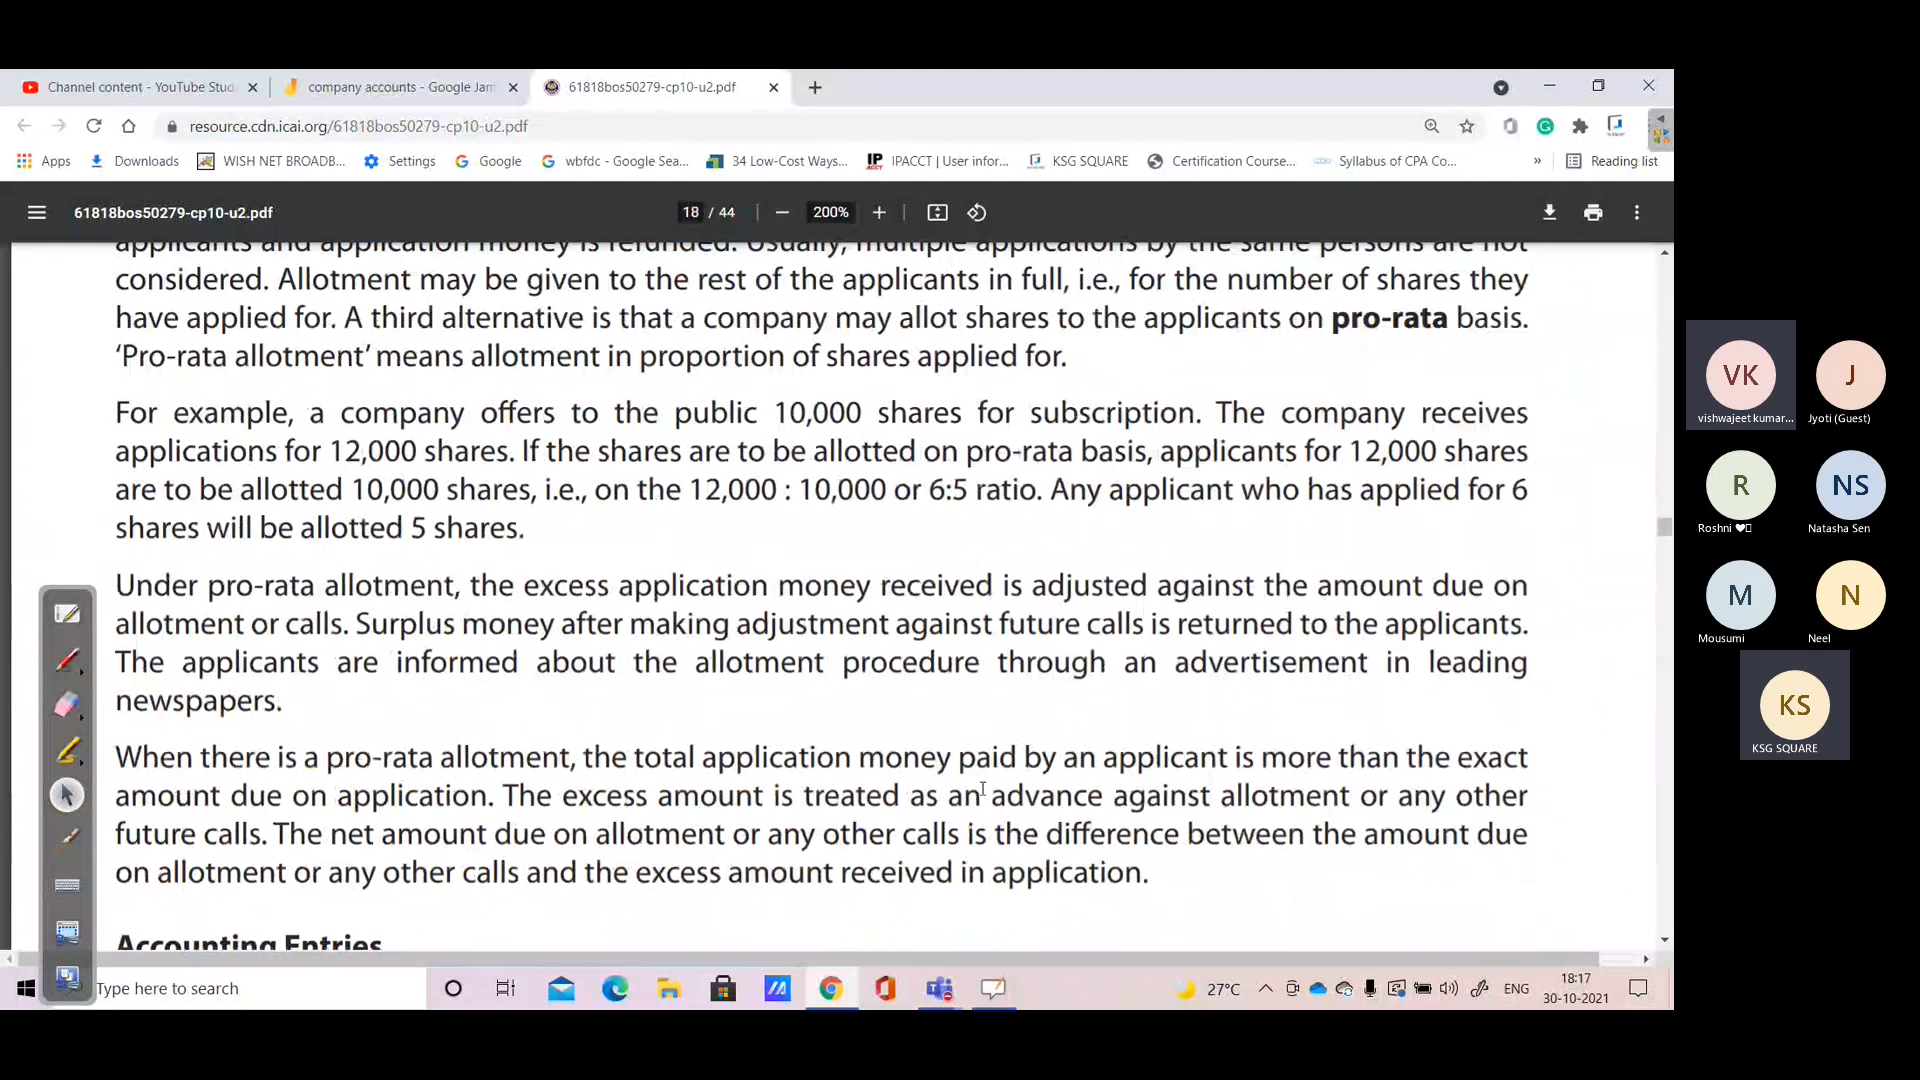 Channel content - YouTube Stud
company accounts - Google Jam
61818bos50279-cp10-u2.pdf
resource.cdn.icai.org/61818bos50279-cp10-u2.pdf
Apps
Downloads
WISH NET BROADB...
Settings
Google
wbfdc - Google Sea...
34 Low-Cost Ways...
IP IPACCT | User infor...
KSG SQUARE
Certification Course...
Syllabus of CPA Co...
»
Reading list
61818bos50279-cp10-u2.pdf
18 / 44
200%
applicants and application money is refunded. Usually, multiple applications by the same persons are not
considered. Allotment may be given to the rest of the applicants in full, i.e., for the number of shares they
have applied for. A third alternative is that a company may allot shares to the applicants on pro-rata basis.
‘Pro-rata allotment’ means allotment in proportion of shares applied for.
For example, a company offers to the public 10,000 shares for subscription. The company receives
applications for 12,000 shares. If the shares are to be allotted on pro-rata basis, applicants for 12,000 shares
are to be allotted 10,000 shares, i.e., on the 12,000 : 10,000 or 6:5 ratio. Any applicant who has applied for 6
shares will be allotted 5 shares.
Under pro-rata allotment, the excess application money received is adjusted against the amount due on
allotment or calls. Surplus money after making adjustment against future calls is returned to the applicants.
The applicants are informed about the allotment procedure through an advertisement in leading
newspapers.
When there is a pro-rata allotment, the total application money paid by an applicant is more than the exact
amount due on application. The excess amount is treated as an advance against allotment or any other
future calls. The net amount due on allotment or any other calls is the difference between the amount due
on allotment or any other calls and the excess amount received in application.
Accounting Entries
Type here to search
27°C
ENG
18:17
30-10-2021
VK
vishwajeet kumar...
J
Jyoti (Guest)
R
Roshni
NS
Natasha Sen
M
Mousumi
N
Neel
KS
KSG SQUARE